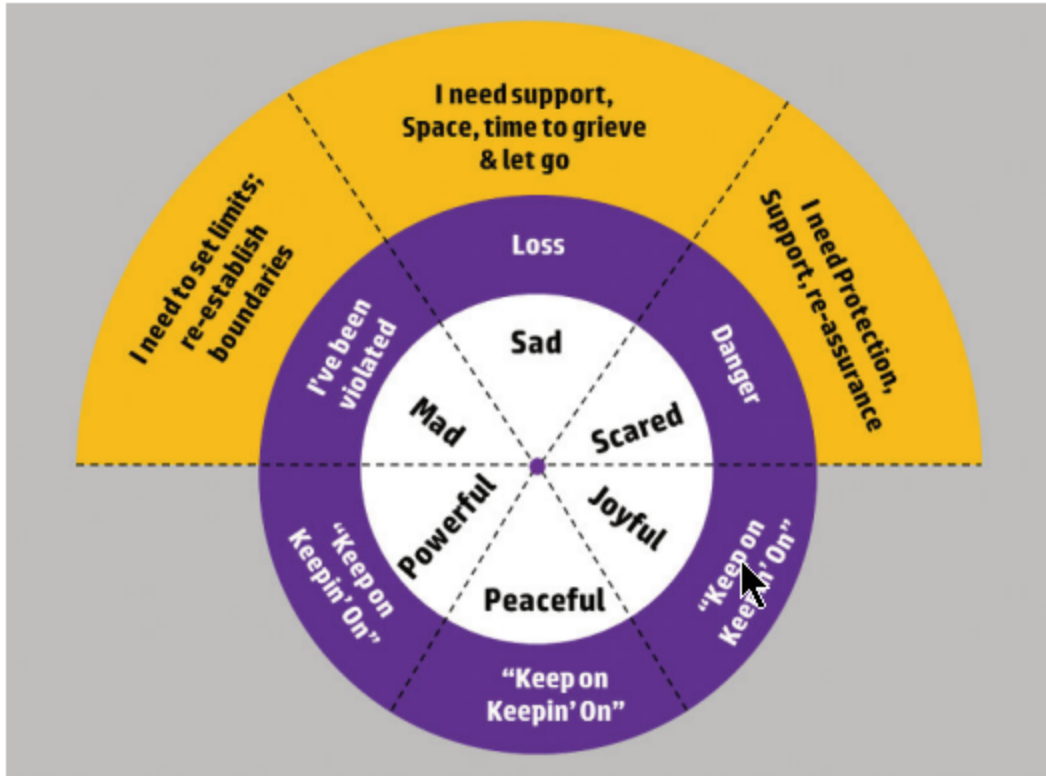 I need support,
Space, time to grieve
& let go
I need to set limits;
re-establish
boundaries
I need Protection,
Support, re-assurance
Loss
I've been
violated
Danger
Sad
Mad
Scared
Powerful
Joyful
Peaceful
“Keep on
Keepin’ On”
“Keep on
Keepin’ On”
“Keep on
Keepin’ On”